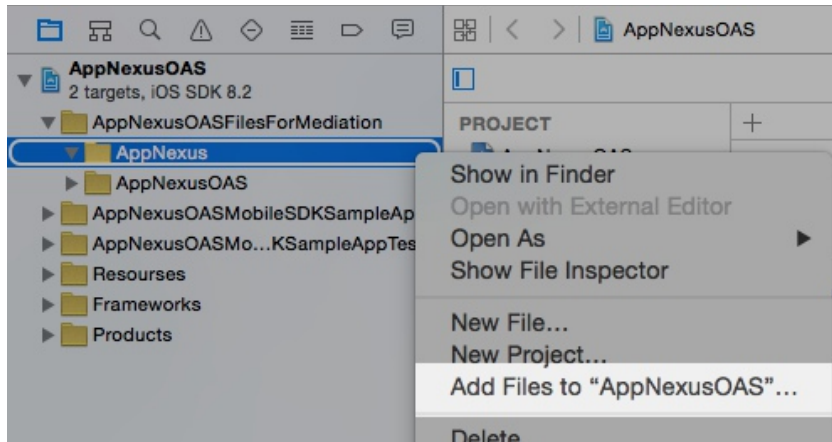 AppNexusOAS
AppNexusOAS
2 targets, iOS SDK 8.2
AppNexusOASFilesForMediation
PROJECT
AppNexus
AppNexusOAS
AppNexusOASMobileSDKSampleAp
AppNexusOASMo...KSampleAppTes
Resourses
Frameworks
Products
Show in Finder
Open with External Editor
Open As
Show File Inspector
New File...
New Project...
Add Files to “AppNexusOAS”...
Delete